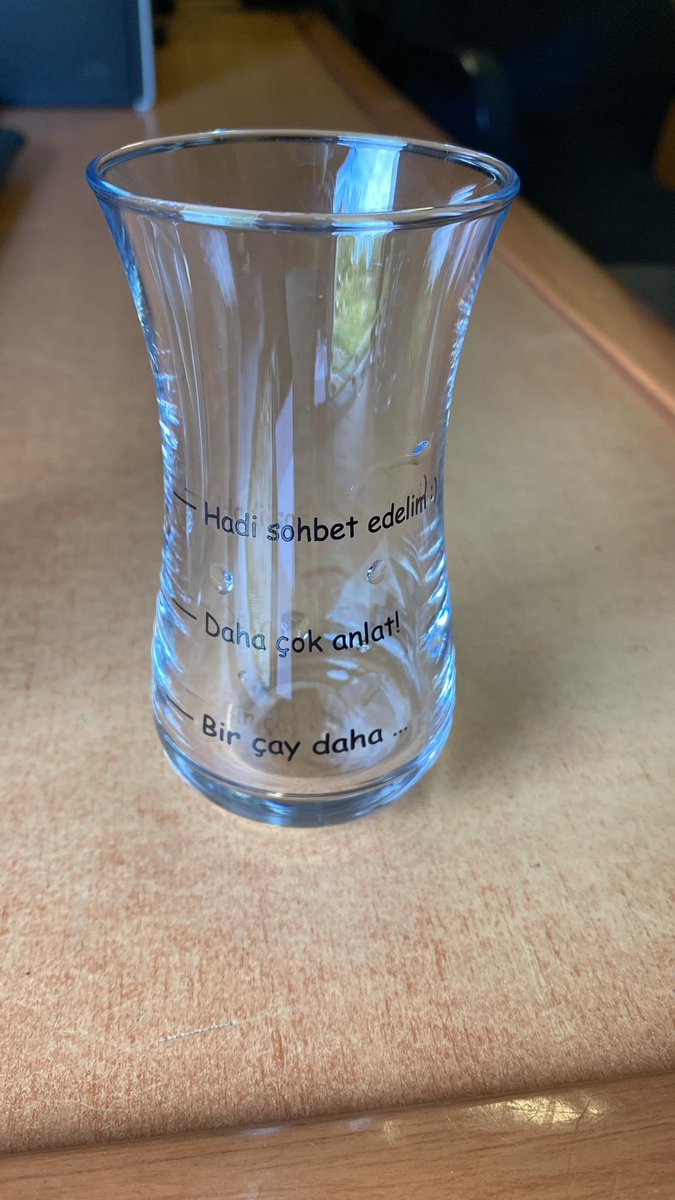 — Hadi sohbet edelim :)
— Daha çok anlat!
— Bir çay daha ...